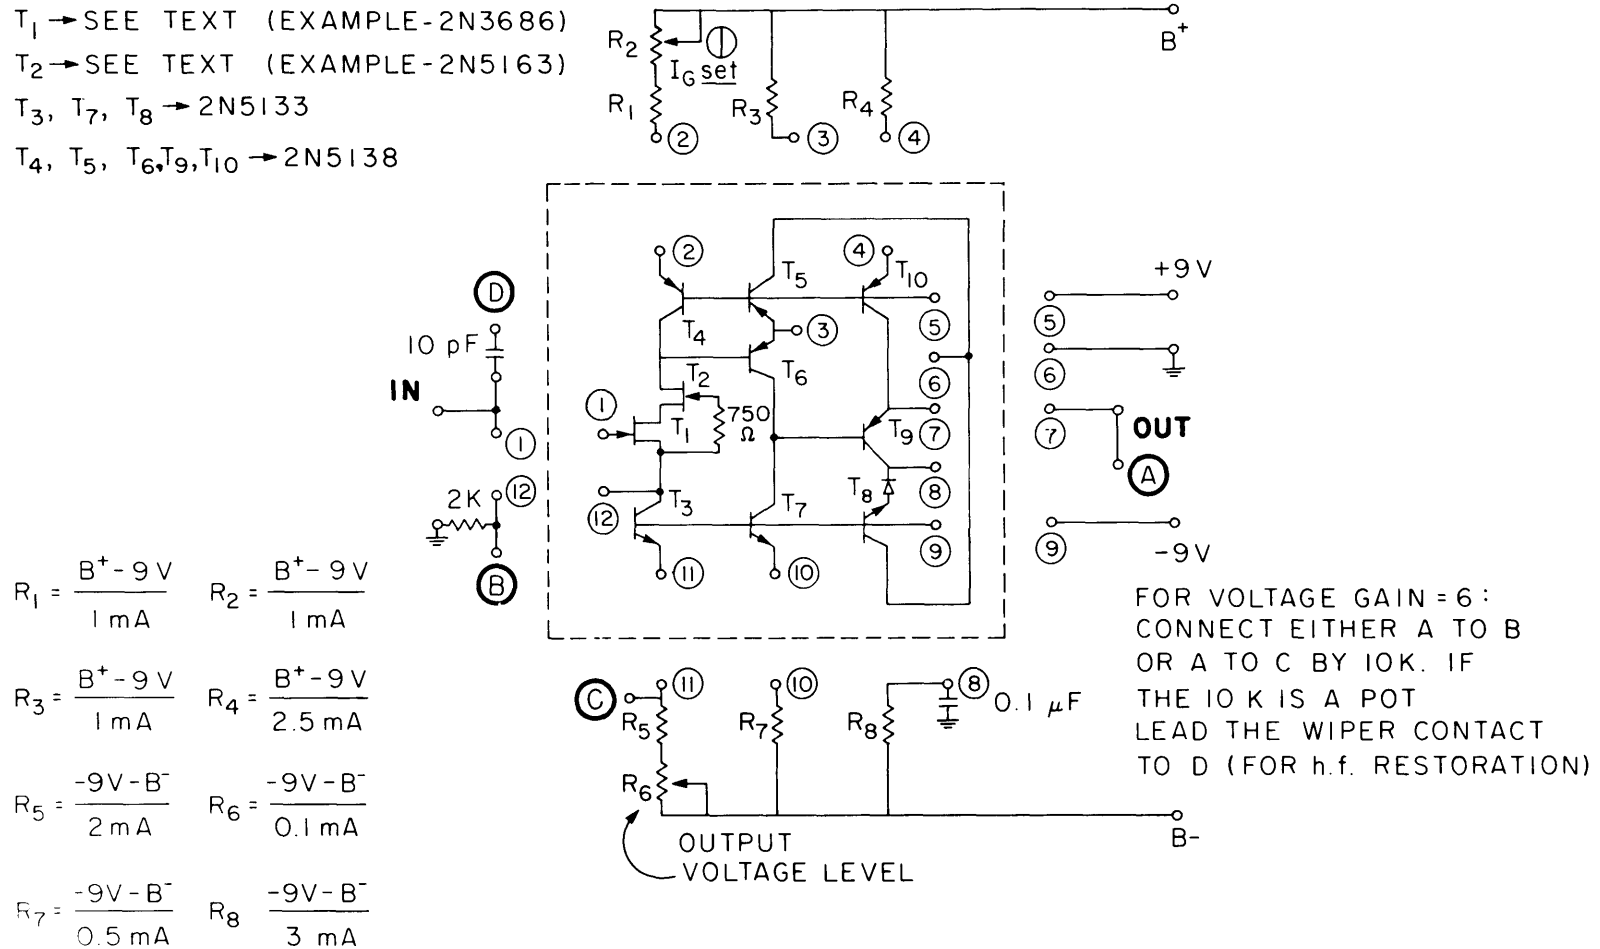 T1 → SEE TEXT (EXAMPLE-2N3686)
T2 → SEE TEXT (EXAMPLE-2N5163)
T3, T7, T8 → 2N5133
T4, T5, T6, T9, T10 → 2N5138
B+
R2
IG set
R1
R3
R4
2
3
4
2
T5
4
T10
T4
3
5
T6
6
T2
1
T1
750 Ω
T9
7
T8
8
T3
T7
12
9
11
10
D
10 pF
IN
1
2K
12
B
+9V
5
6
7
OUT
A
9
-9V
R1 = B+ - 9V / 1 mA
R2 = B+ - 9V / 1 mA
R3 = B+ - 9V / 1 mA
R4 = B+ - 9V / 2.5 mA
R5 = -9V - B- / 2 mA
R6 = -9V - B- / 0.1 mA
R7 = -9V - B- / 0.5 mA
R8 -9V - B- / 3 mA
C
11
10
8
0.1 µF
R5
R7
R8
R6
B-
OUTPUT
VOLTAGE LEVEL
FOR VOLTAGE GAIN = 6 :
CONNECT EITHER A TO B
OR A TO C BY 10K. IF
THE 10 K IS A POT
LEAD THE WIPER CONTACT
TO D (FOR h.f. RESTORATION)